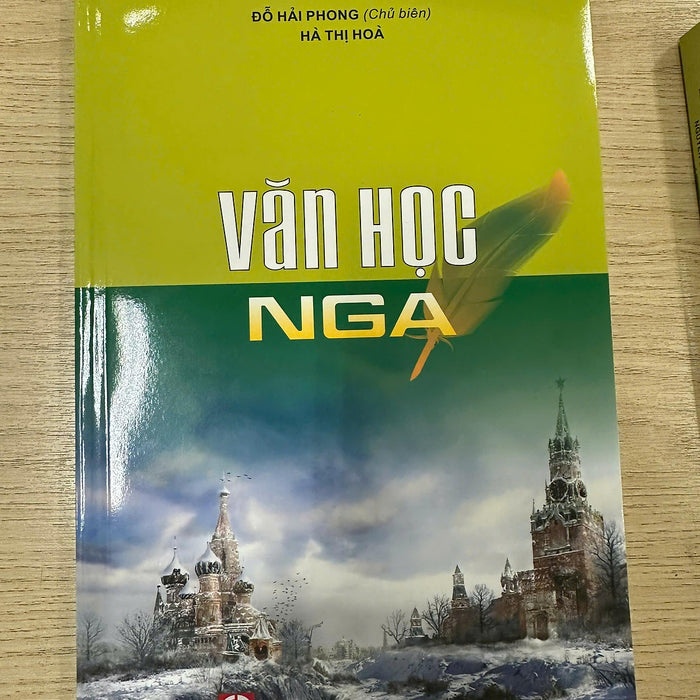 ĐỖ HẢI PHONG (Chủ biên)
HÀ THỊ HOÀ
VĂN HỌC
NGA